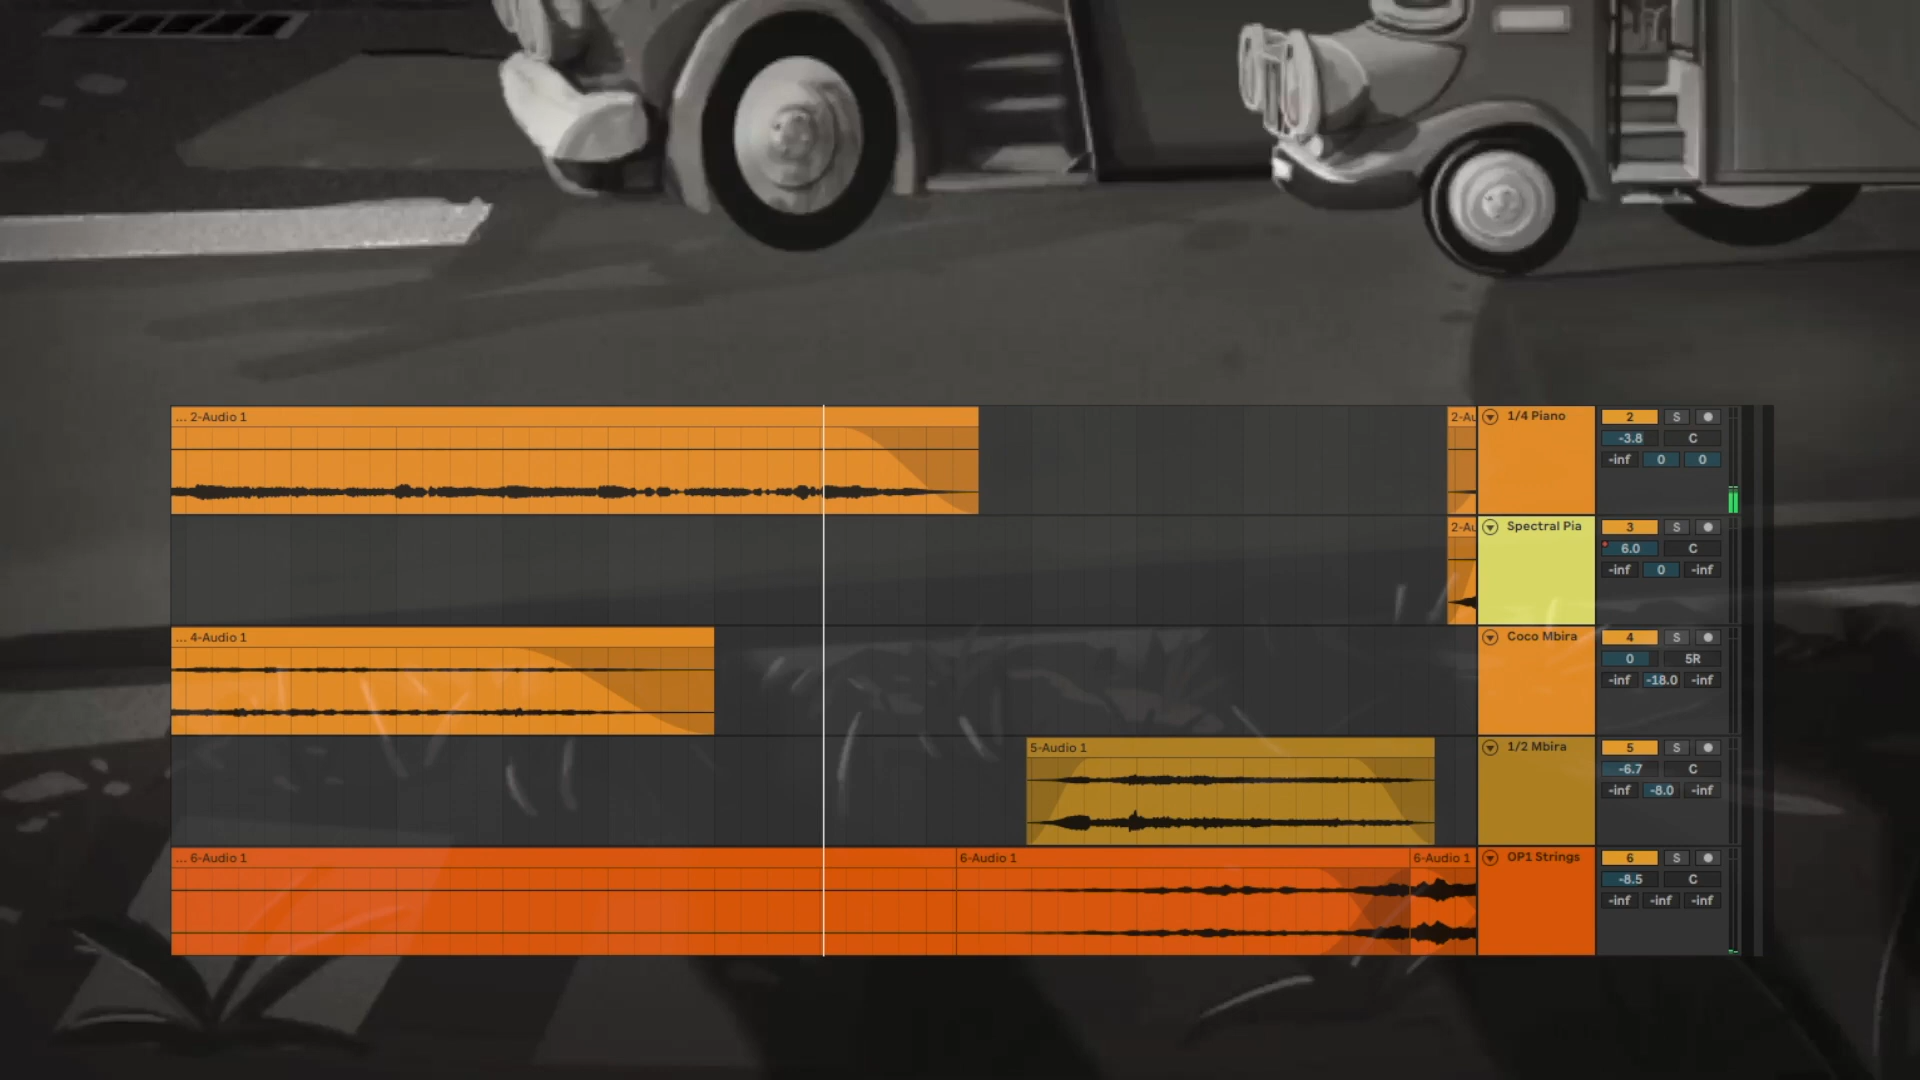 ... 2-Audio 1
2-Au
1/4 Piano
2 S
-3.8 C
-inf 0 0
2-Au
Spectral Pia
3 S
6.0 C
-inf 0 -inf
... 4-Audio 1
Coco Mbira
4 S
0 5R
-inf -18.0 -inf
5-Audio 1
1/2 Mbira
5 S
-6.7 C
-inf -8.0 -inf
... 6-Audio 1
6-Audio 1
6-Audio 1
OP1 Strings
6 S
-8.5 C
-inf -inf -inf